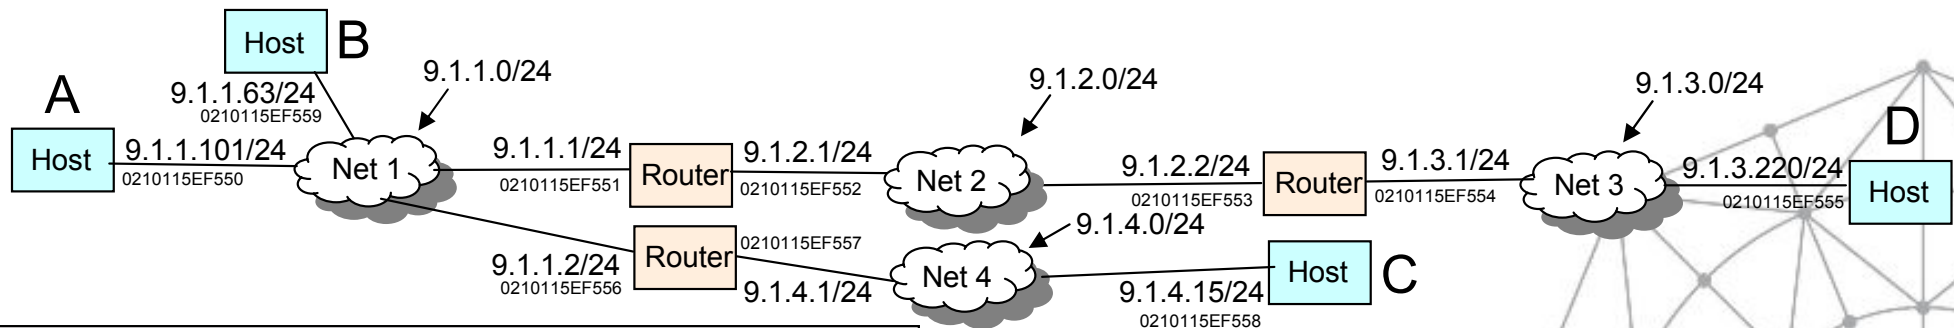 Host B
9.1.1.63/24
0210115EF559
A
Host
9.1.1.101/24
0210115EF550
9.1.1.0/24
Net 1
9.1.1.1/24
0210115EF551
Router
9.1.2.1/24
0210115EF552
9.1.2.0/24
Net 2
9.1.2.2/24
0210115EF553
Router
9.1.3.1/24
0210115EF554
9.1.3.0/24
Net 3
9.1.3.220/24
0210115EF555
D
Host
9.1.1.2/24
0210115EF556
Router
0210115EF557
9.1.4.1/24
9.1.4.0/24
Net 4
9.1.4.15/24
0210115EF558
Host C